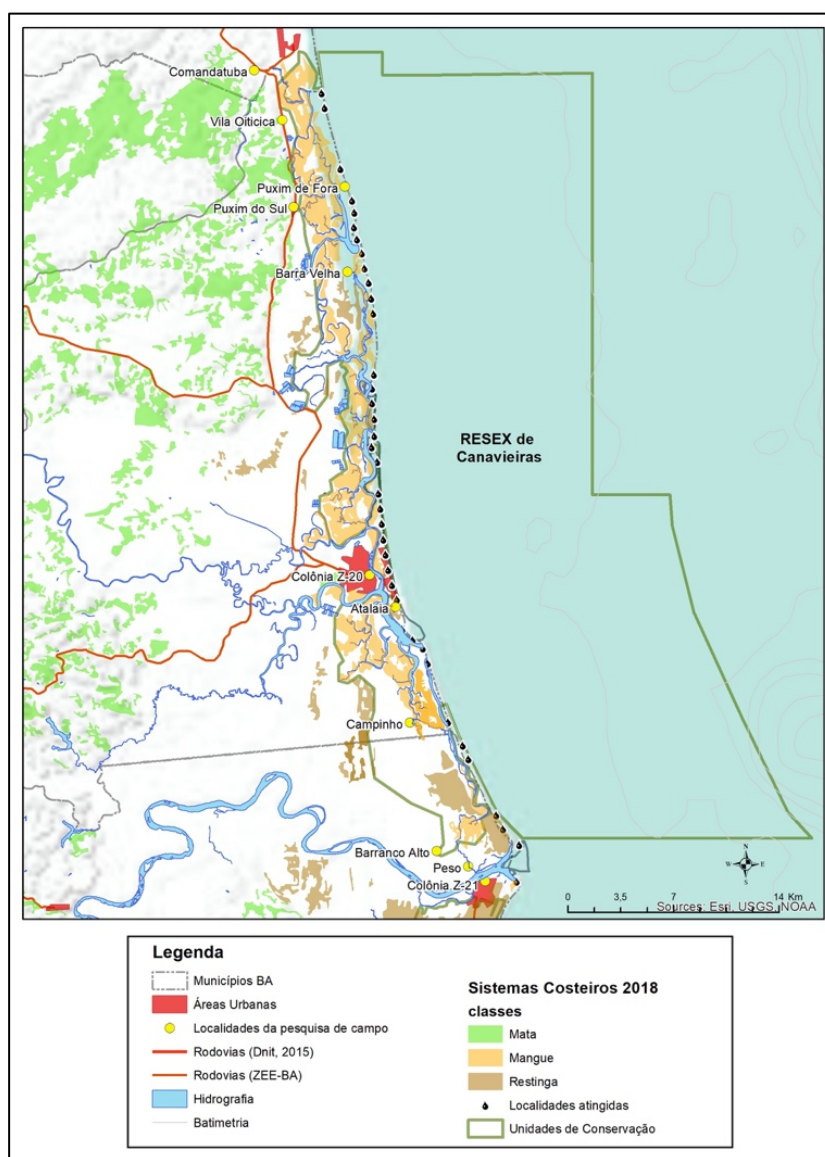 Comandatuba
Vila Oiticica
Puxim de Fora
Puxim do Sul
Barra Velha
RESEX de
Canavieiras
Colônia Z-20
Atalaia
Campinho
Barranco Alto
Peso
Colônia Z-21
N
W E
S
0 3,5 7 14 Km
Sources: Esri, USGS, NOAA
Legenda
Municípios BA
Áreas Urbanas
Localidades da pesquisa de campo
Rodovias (Dnit, 2015)
Rodovias (ZEE-BA)
Hidrografia
Batimetria
Sistemas Costeiros 2018
classes
Mata
Mangue
Restinga
Localidades atingidas
Unidades de Conservação